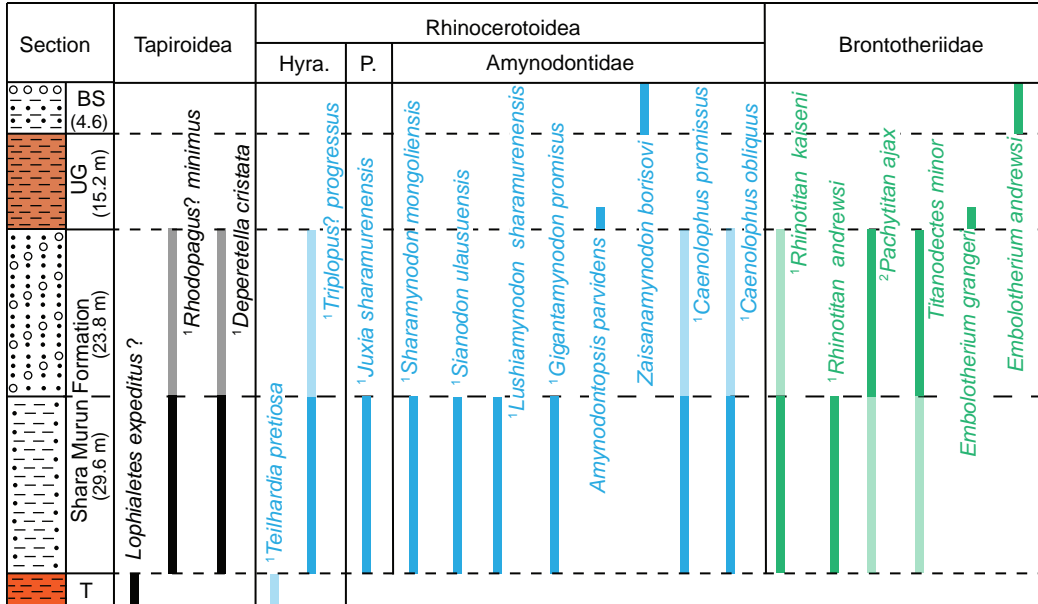 Section
Tapiroidea
Rhinocerotoidea
Brontotheriidae
Hyra.
P.
Amynodontidae
BS
(4.6)
UG
(15.2 m)
Shara Murun Formation
(29.6 m)
(23.8 m)
T
Lophialetes expeditus ?
¹Rhodopagus? minimus
¹Deperetella cristata
¹Teilhardia pretiosa
¹Triplopus? progressus
¹Juxia sharamurenensis
¹Sharamynodon mongoliensis
¹Sianodon ulausuensis
¹Lushiamynodon sharamurenensis
¹Gigantamynodon promisus
Amynodontopsis parvidens
Zaisanamynodon borisovi
¹Caenolophus promissus
¹Caenolophus obliquus
¹Rhinotitan kaiseni
¹Rhinotitan andrewsi
²Pachytitan ajax
Titanodectes minor
Embolotherium grangeri
Embolotherium andrewsi